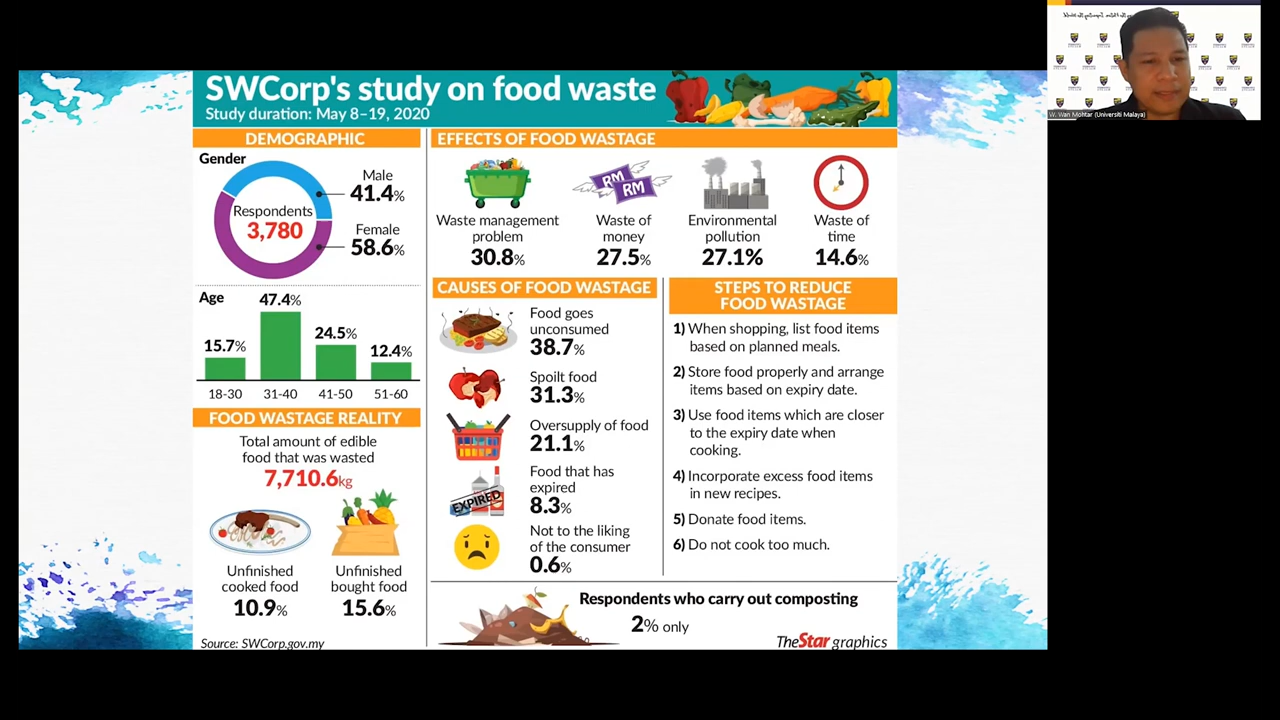 SWCorp's study on food waste
Study duration: May 8–19, 2020
DEMOGRAPHIC
Gender
Respondents
3,780
Male
41.4%
Female
58.6%
Age
15.7%
47.4%
24.5%
12.4%
18-30
31-40
41-50
51-60
FOOD WASTAGE REALITY
Total amount of edible
food that was wasted
7,710.6kg
Unfinished
cooked food
10.9%
Unfinished
bought food
15.6%
Source: SWCorp.gov.my
EFFECTS OF FOOD WASTAGE
RM
RM
Waste management
problem
30.8%
Waste of
money
27.5%
Environmental
pollution
27.1%
Waste of
time
14.6%
CAUSES OF FOOD WASTAGE
Food goes
unconsumed
38.7%
Spoilt food
31.3%
Oversupply of food
21.1%
EXPIRED
Food that has
expired
8.3%
Not to the liking
of the consumer
0.6%
STEPS TO REDUCE
FOOD WASTAGE
1) When shopping, list food items
based on planned meals.
2) Store food properly and arrange
items based on expiry date.
3) Use food items which are closer
to the expiry date when
cooking.
4) Incorporate excess food items
in new recipes.
5) Donate food items.
6) Do not cook too much.
Respondents who carry out composting
2% only
TheStar graphics
W. Wan Mohtar (Universiti Malaya)